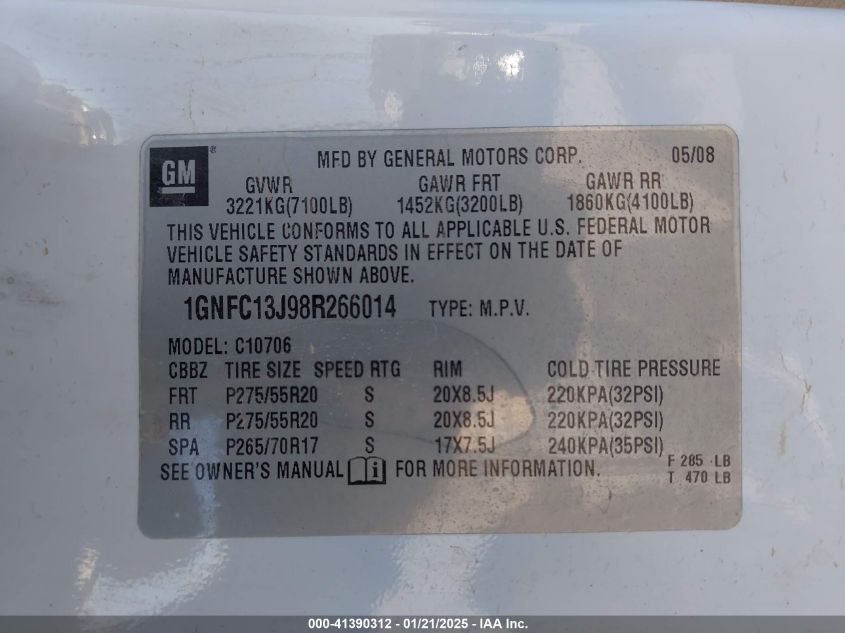 GM® MFD BY GENERAL MOTORS CORP. 05/08
GVWR GAWR FRT GAWR RR
3221KG(7100LB) 1452KG(3200LB) 1860KG(4100LB)
THIS VEHICLE CONFORMS TO ALL APPLICABLE U.S. FEDERAL MOTOR
VEHICLE SAFETY STANDARDS IN EFFECT ON THE DATE OF
MANUFACTURE SHOWN ABOVE.
1GNFC13J98R266014 TYPE: M.P.V.
MODEL: C10706
CBBZ TIRE SIZE SPEED RTG RIM COLD TIRE PRESSURE
FRT P275/55R20 S 20X8.5J 220KPA(32PSI)
RR P275/55R20 S 20X8.5J 220KPA(32PSI)
SPA P265/70R17 S 17X7.5J 240KPA(35PSI)
SEE OWNER'S MANUAL i FOR MORE INFORMATION. F 285 LB
T 470 LB
000-41390312 - 01/21/2025 - IAA Inc.